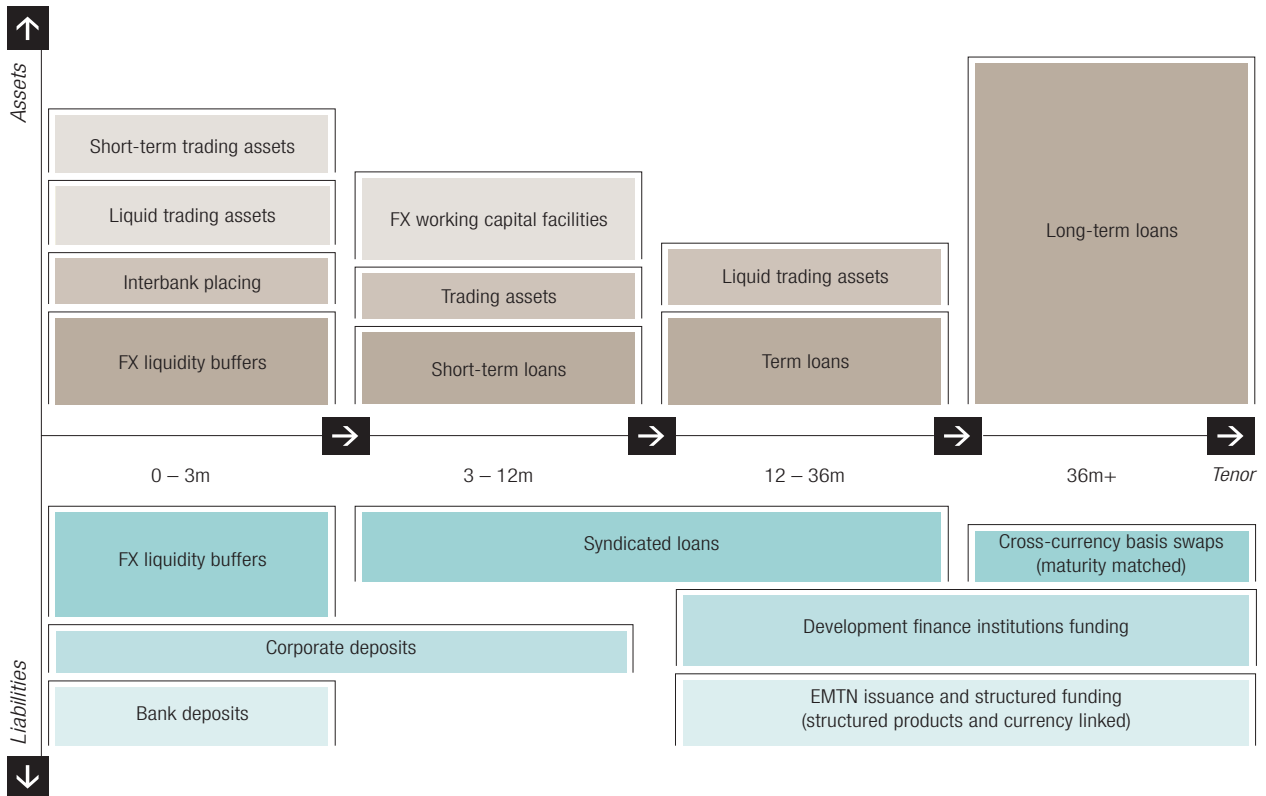 Assets
Short-term trading assets
Liquid trading assets
Interbank placing
FX liquidity buffers
FX working capital facilities
Trading assets
Short-term loans
Liquid trading assets
Term loans
Long-term loans
0 – 3m
3 – 12m
12 – 36m
36m+
Tenor
Liabilities
FX liquidity buffers
Corporate deposits
Bank deposits
Syndicated loans
Cross-currency basis swaps
(maturity matched)
Development finance institutions funding
EMTN issuance and structured funding
(structured products and currency linked)